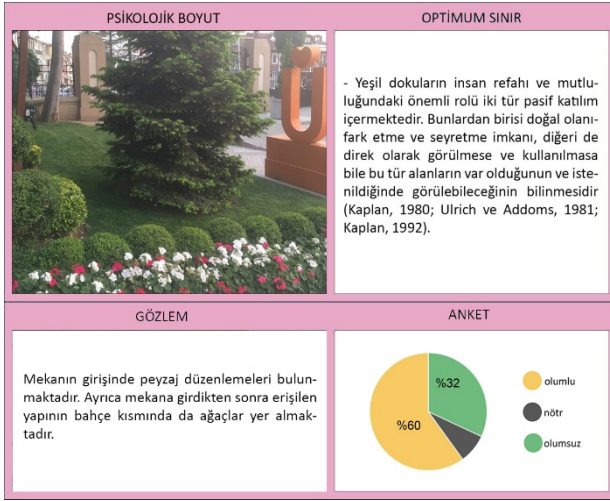 PSİKOLOJİK BOYUT
Ü
OPTİMUM SINIR
- Yeşil dokuların insan refahı ve mutlu-
luğundaki önemli rolü iki tür pasif katılım
içermektedir. Bunlardan birisi doğal olanı-
fark etme ve seyretme imkanı, diğeri de
direk olarak görülmese ve kullanılmasa
bile bu tür alanların var olduğunun ve iste-
nildiğinde görülebileceğinin bilinmesidir
(Kaplan, 1980; Ulrich ve Addoms, 1981;
Kaplan, 1992).
GÖZLEM
Mekanın girişinde peyzaj düzenlemeleri bulun-
maktadır. Ayrıca mekana girdikten sonra erişilen
yapının bahçe kısmında da ağaçlar yer almak-
tadır.
ANKET
%32
%60
olumlu
nötr
olumsuz